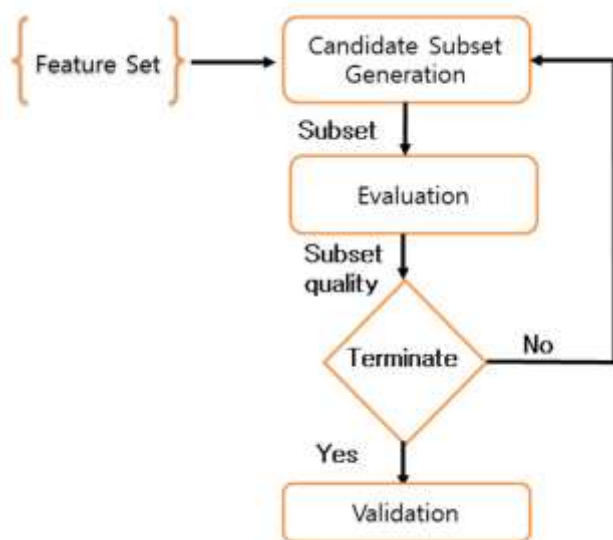 Feature Set
Candidate Subset
Generation
Subset
Evaluation
Subset
quality
Terminate
No
Yes
Validation